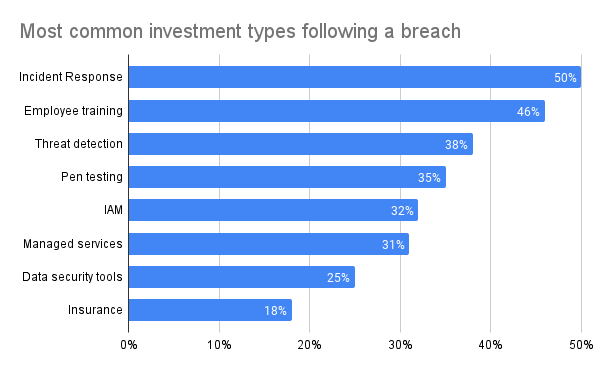 Most common investment types following a breach
Incident Response 50%
Employee training 46%
Threat detection 38%
Pen testing 35%
IAM 32%
Managed services 31%
Data security tools 25%
Insurance 18%
0% 10% 20% 30% 40% 50%